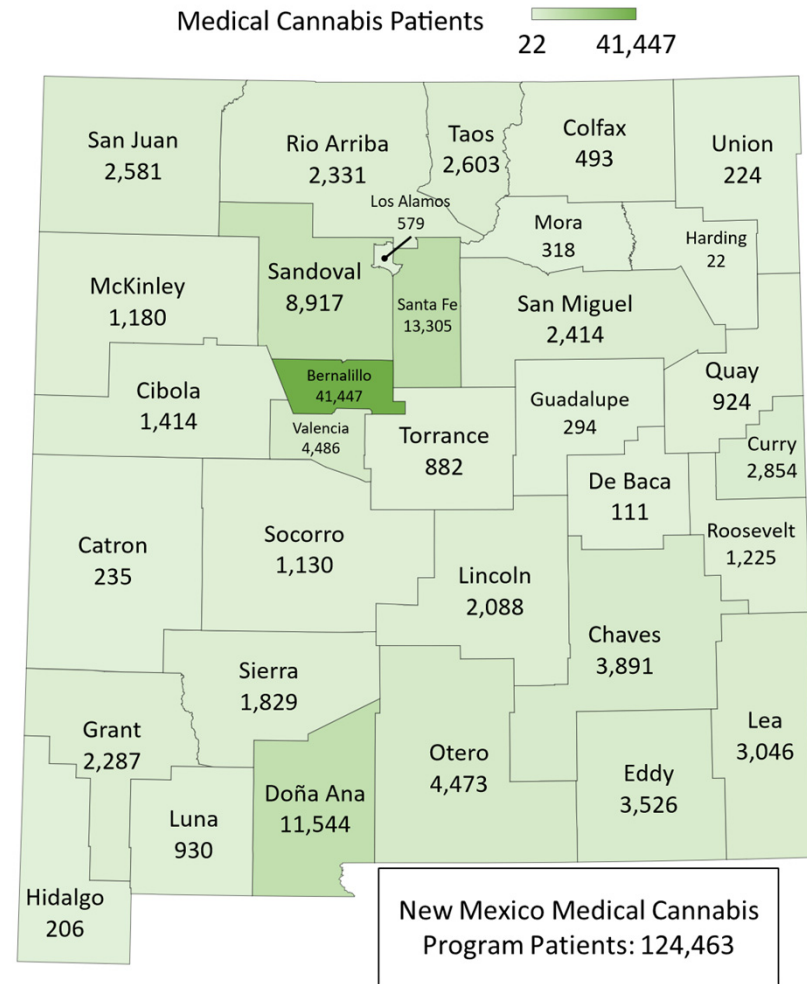 Medical Cannabis Patients
22 41,447
San Juan
2,581
Rio Arriba
2,331
Taos
2,603
Colfax
493
Union
224
Los Alamos
579
Mora
318
Harding
22
McKinley
1,180
Sandoval
8,917
Santa Fe
13,305
San Miguel
2,414
Bernalillo
41,447
Cibola
1,414
Valencia
4,486
Torrance
882
Guadalupe
294
Quay
924
Curry
2,854
De Baca
111
Roosevelt
1,225
Catron
235
Socorro
1,130
Lincoln
2,088
Chaves
3,891
Sierra
1,829
Grant
2,287
Otero
4,473
Lea
3,046
Eddy
3,526
Doña Ana
11,544
Luna
930
Hidalgo
206
New Mexico Medical Cannabis
Program Patients: 124,463